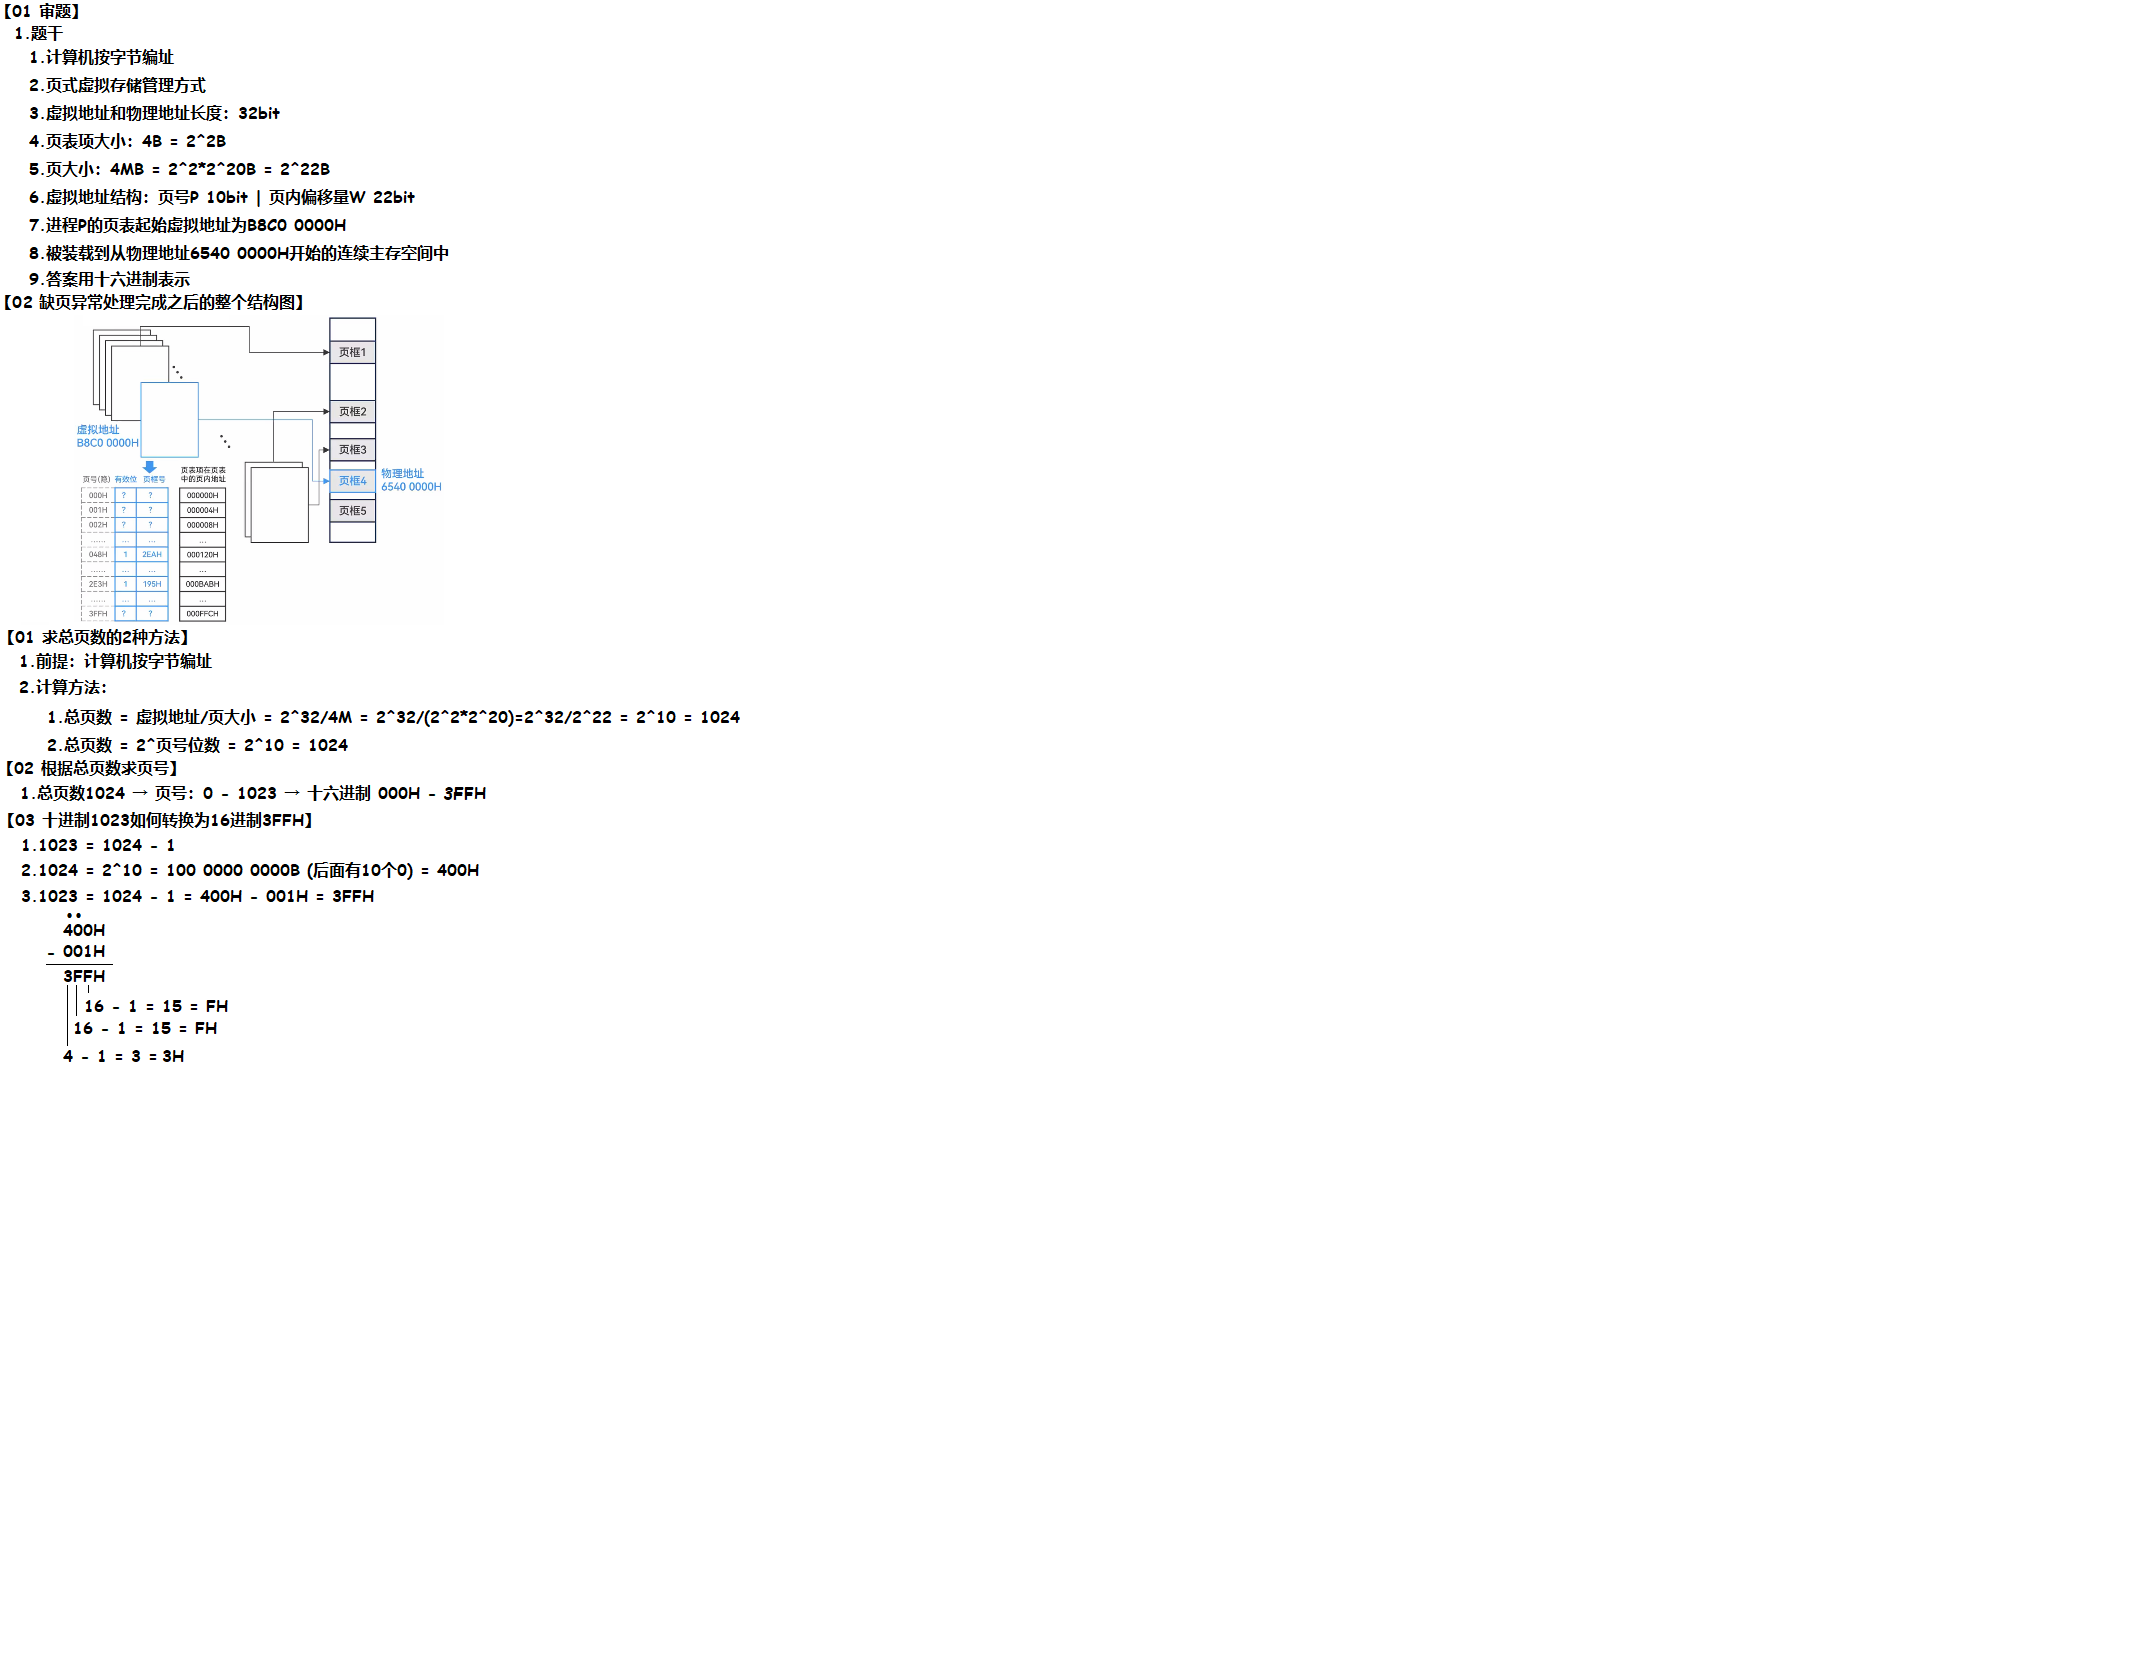 【01 审题】
1.题干
1.计算机按字节编址
2.页式虚拟存储管理方式
3.虚拟地址和物理地址长度：32bit
4.页表项大小：4B = 2^2B
5.页大小：4MB = 2^2*2^20B = 2^22B
6.虚拟地址结构：页号P 10bit | 页内偏移量W 22bit
7.进程P的页表起始虚拟地址为B8C0 0000H
8.被装载到从物理地址6540 0000H开始的连续主存空间中
9.答案用十六进制表示
【02 缺页异常处理完成之后的整个结构图】
页框1
页框2
虚拟地址
B8C0 0000H
页框3
页框4
物理地址
6540 0000H
页框5
页号(隐) 有效位 页框号
页表项在页表
中的页内地址
000H ? ? 000000H
001H ? ? 000004H
002H ? ? 000008H
...... ... ... ...
048H 1 2EAH 000120H
...... ... ... ...
2E3H 1 195H 000BABH
...... ... ... ...
3FFH ? ? 000FFCH
【01 求总页数的2种方法】
1.前提：计算机按字节编址
2.计算方法：
1.总页数 = 虚拟地址/页大小 = 2^32/4M = 2^32/(2^2*2^20)=2^32/2^22 = 2^10 = 1024
2.总页数 = 2^页号位数 = 2^10 = 1024
【02 根据总页数求页号】
1.总页数1024 → 页号：0 - 1023 → 十六进制 000H - 3FFH
【03 十进制1023如何转换为16进制3FFH】
1.1023 = 1024 - 1
2.1024 = 2^10 = 100 0000 0000B (后面有10个0) = 400H
3.1023 = 1024 - 1 = 400H - 001H = 3FFH
400H
- 001H
3FFH
16 - 1 = 15 = FH
16 - 1 = 15 = FH
4 - 1 = 3 = 3H